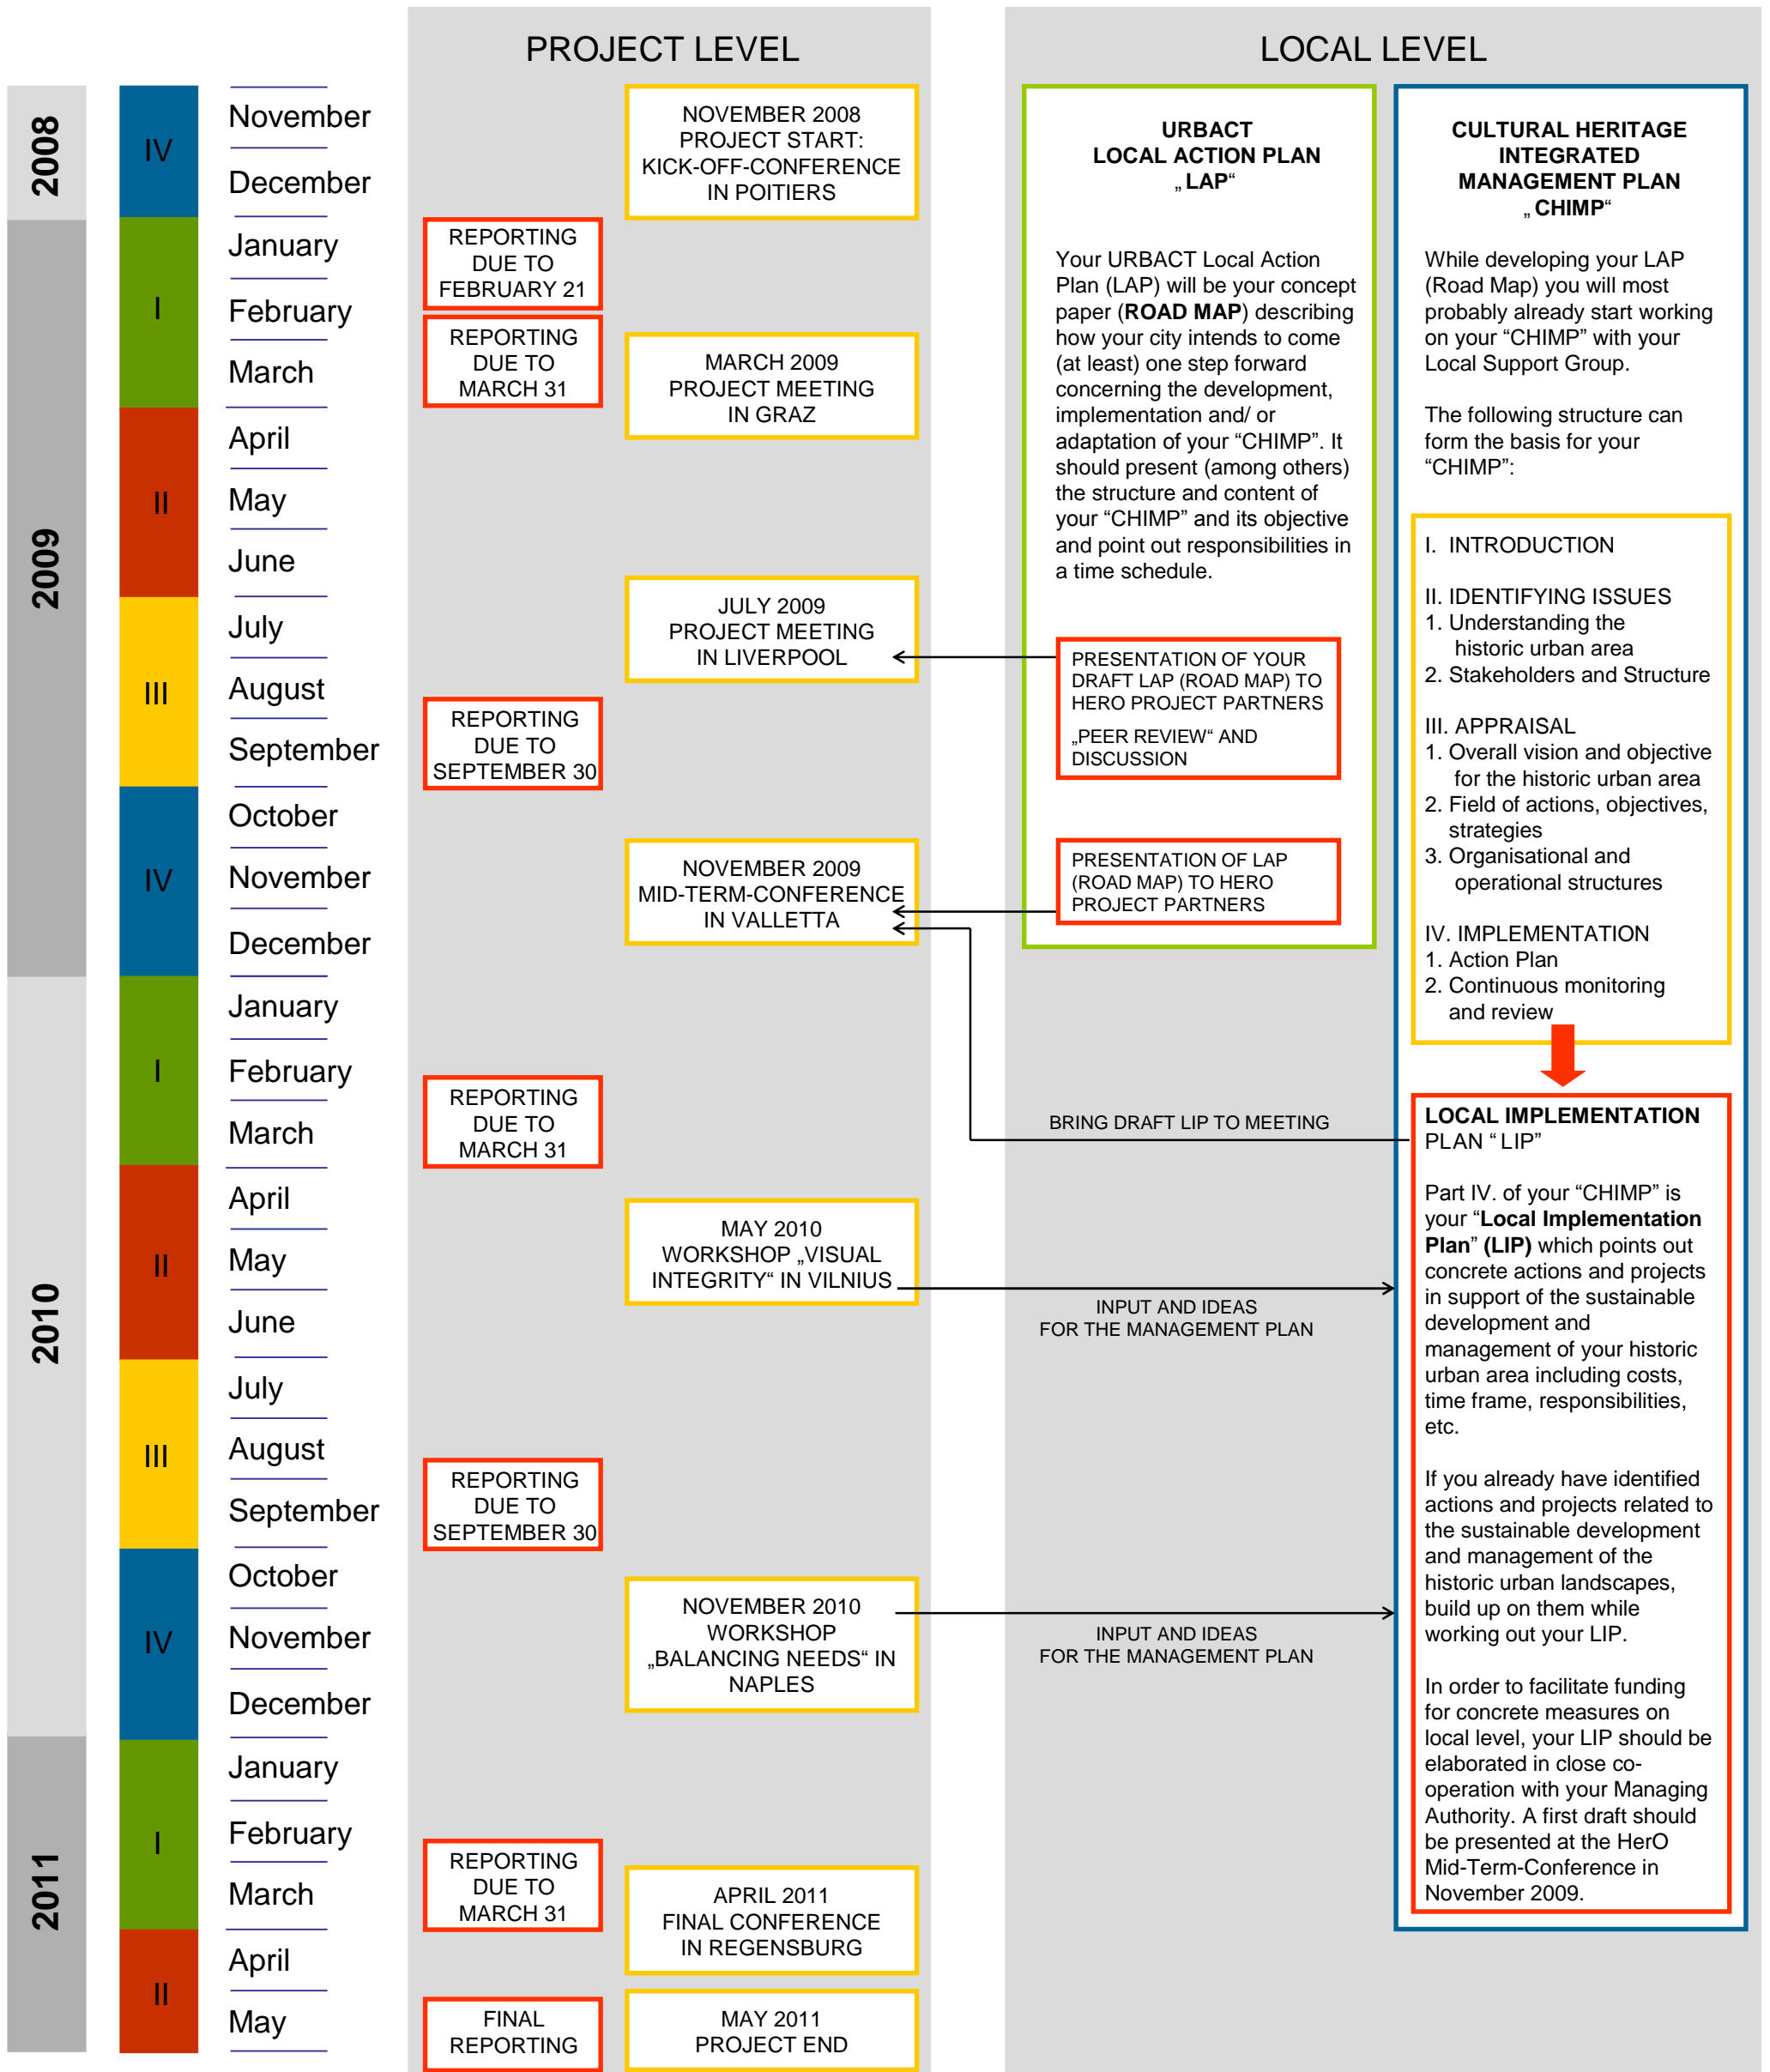 PROJECT LEVEL
LOCAL LEVEL
2008
IV
November
December
2009
I
January
February
March
II
April
May
June
III
July
August
September
IV
October
November
December
2010
I
January
February
March
II
April
May
June
III
July
August
September
IV
October
November
December
2011
I
January
February
March
II
April
May
REPORTING
DUE TO
FEBRUARY 21
REPORTING
DUE TO
MARCH 31
REPORTING
DUE TO
SEPTEMBER 30
REPORTING
DUE TO
MARCH 31
REPORTING
DUE TO
SEPTEMBER 30
REPORTING
DUE TO
MARCH 31
FINAL
REPORTING
NOVEMBER 2008
PROJECT START:
KICK-OFF-CONFERENCE
IN POITIERS
MARCH 2009
PROJECT MEETING
IN GRAZ
JULY 2009
PROJECT MEETING
IN LIVERPOOL
NOVEMBER 2009
MID-TERM-CONFERENCE
IN VALLETTA
MAY 2010
WORKSHOP „VISUAL
INTEGRITY“ IN VILNIUS
NOVEMBER 2010
WORKSHOP
„BALANCING NEEDS“ IN
NAPLES
APRIL 2011
FINAL CONFERENCE
IN REGENSBURG
MAY 2011
PROJECT END
URBACT
LOCAL ACTION PLAN
„LAP“
Your URBACT Local Action
Plan (LAP) will be your concept
paper (ROAD MAP) describing
how your city intends to come
(at least) one step forward
concerning the development,
implementation and/ or
adaptation of your “CHIMP”. It
should present (among others)
the structure and content of
your “CHIMP” and its objective
and point out responsibilities in
a time schedule.
PRESENTATION OF YOUR
DRAFT LAP (ROAD MAP) TO
HERO PROJECT PARTNERS
„PEER REVIEW“ AND
DISCUSSION
PRESENTATION OF LAP
(ROAD MAP) TO HERO
PROJECT PARTNERS
BRING DRAFT LIP TO MEETING
INPUT AND IDEAS
FOR THE MANAGEMENT PLAN
INPUT AND IDEAS
FOR THE MANAGEMENT PLAN
CULTURAL HERITAGE
INTEGRATED
MANAGEMENT PLAN
„CHIMP“
While developing your LAP
(Road Map) you will most
probably already start working
on your “CHIMP” with your
Local Support Group.
The following structure can
form the basis for your
“CHIMP”:
I. INTRODUCTION
II. IDENTIFYING ISSUES
1. Understanding the
historic urban area
2. Stakeholders and Structure
III. APPRAISAL
1. Overall vision and objective
for the historic urban area
2. Field of actions, objectives,
strategies
3. Organisational and
operational structures
IV. IMPLEMENTATION
1. Action Plan
2. Continuous monitoring
and review
LOCAL IMPLEMENTATION
PLAN “LIP”
Part IV. of your “CHIMP” is
your “Local Implementation
Plan” (LIP) which points out
concrete actions and projects
in support of the sustainable
development and
management of your historic
urban area including costs,
time frame, responsibilities,
etc.
If you already have identified
actions and projects related to
the sustainable development
and management of the
historic urban landscapes,
build up on them while
working out your LIP.
In order to facilitate funding
for concrete measures on
local level, your LIP should be
elaborated in close co-
operation with your Managing
Authority. A first draft should
be presented at the HerO
Mid-Term-Conference in
November 2009.